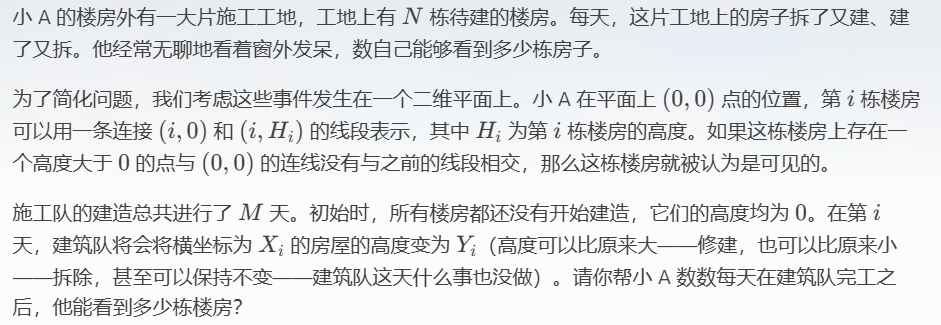 小 A 的楼房外有一大片施工工地，工地上有 N 栋待建的楼房。每天，这片工地上的房子拆了又建、建
了又拆。他经常无聊地看着窗外发呆，数自己能够看到多少栋房子。
为了简化问题，我们考虑这些事件发生在一个二维平面上。小 A 在平面上 (0, 0) 点的位置，第 i 栋楼房
可以用一条连接 (i, 0) 和 (i, H_i) 的线段表示，其中 H_i 为第 i 栋楼房的高度。如果这栋楼房上存在一
个高度大于 0 的点与 (0, 0) 的连线没有与之前的线段相交，那么这栋楼房就被认为是可见的。
施工队的建造总共进行了 M 天。初始时，所有楼房都还没有开始建造，它们的高度均为 0。在第 i
天，建筑队将会将横坐标为 X_i 的房屋的高度变为 Y_i（高度可以比原来大——修建，也可以比原来小
——拆除，甚至可以保持不变——建筑队这天什么事也没做）。请你帮小 A 数数每天在建筑队完工之
后，他能看到多少栋楼房？